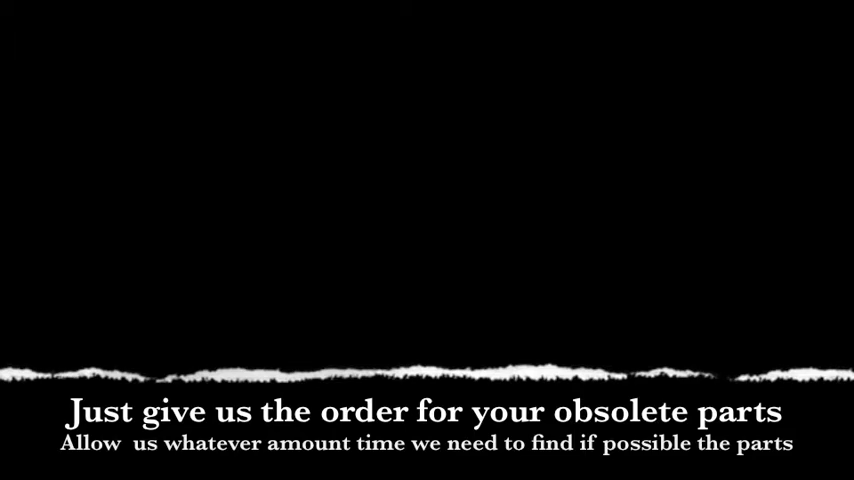 Just give us the order for your obsolete parts
Allow  us whatever amount time we need to find if possible the parts